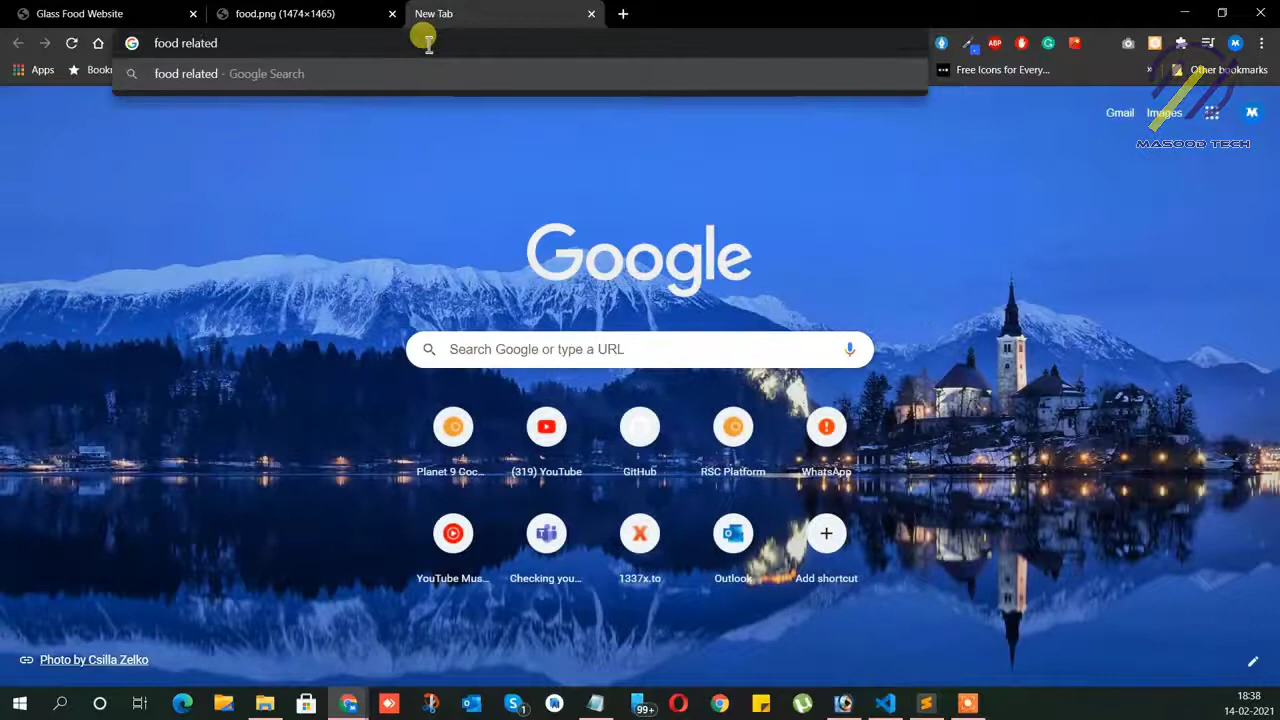 Glass Food Website
food.png (1474×1465)
New Tab
food related
food related - Google Search
Apps
Bookr
Free Icons for Every...
»
Other bookmarks
Gmail
Images
MASOOD TECH
Google
Search Google or type a URL
Planet 9 Coc...
(319) YouTube
GitHub
RSC Platform
WhatsApp
YouTube Mus...
Checking you...
1337x.to
Outlook
Add shortcut
Photo by Csilla Zelko
99+
1
18:38
14-02-2021